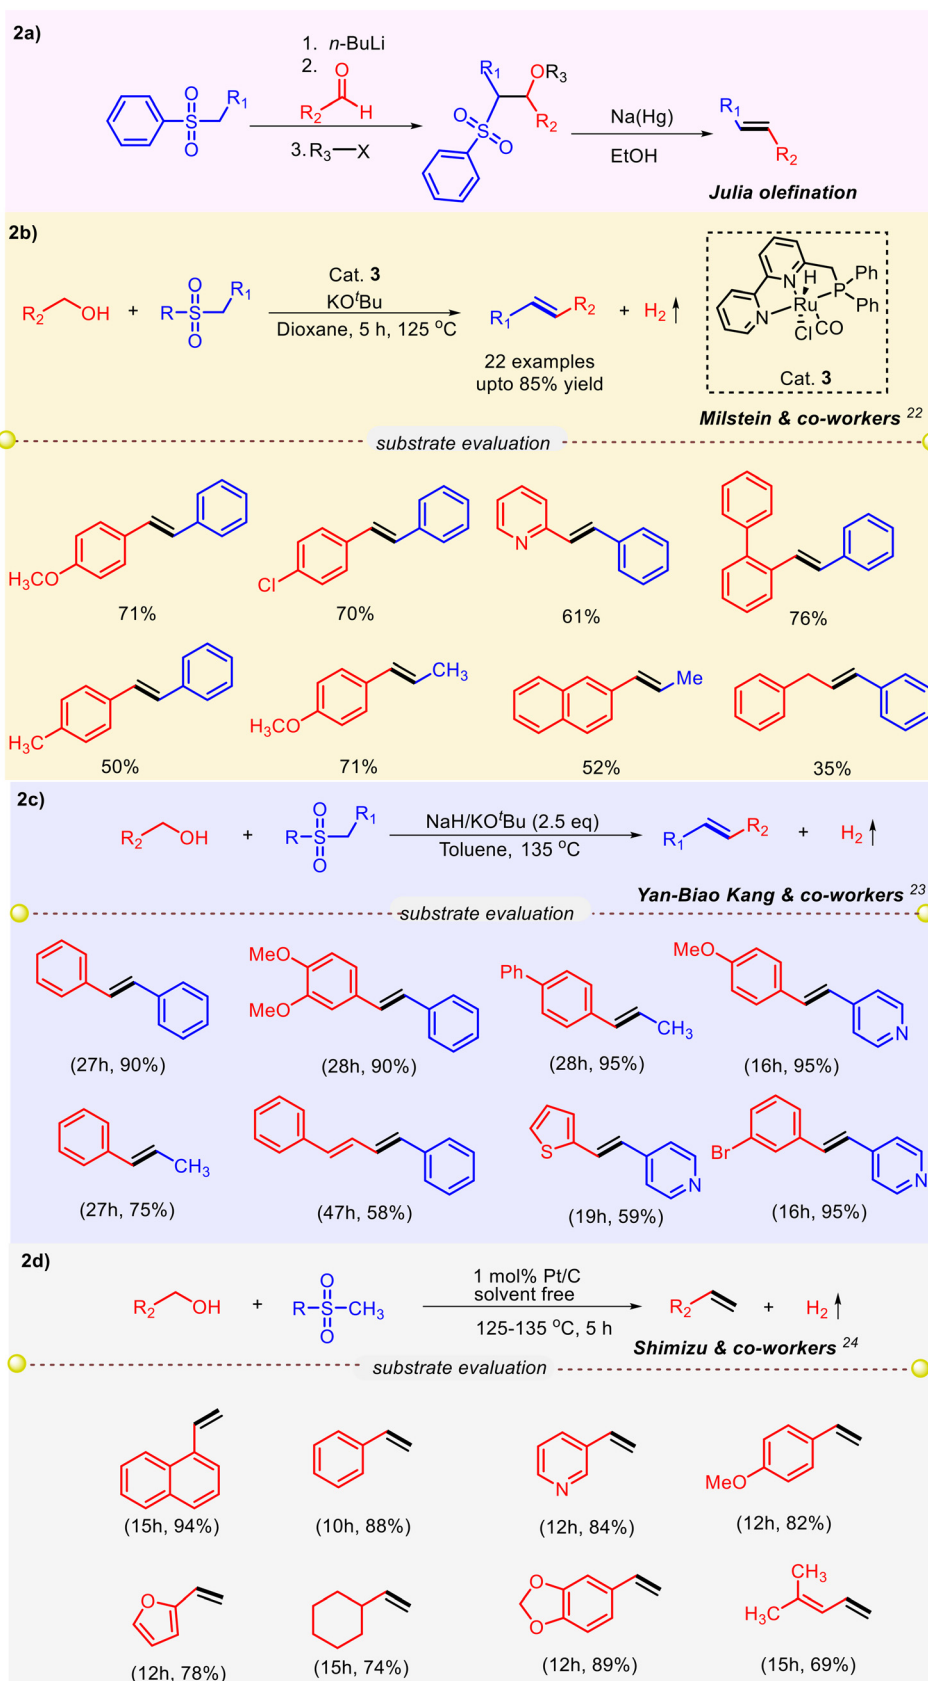 2a)
1. n-BuLi
2.
O
R2 H
R1
O
S
O
3. R3—X
R1 OR3
R2
S O
O
Na(Hg)
EtOH
R1
R2
Julia olefination
2b)
R2 OH
+
O
R S R1
O
Cat. 3
KOtBu
Dioxane, 5 h, 125 oC
R1 R2
+ H2
22 examples
upto 85% yield
H
N Ru P Ph
N Ph
Cl CO
Cat. 3
Milstein & co-workers 22
substrate evaluation
H3CO
71%
Cl
70%
N
61%
76%
H3C
50%
H3CO CH3
71%
Me
52%
35%
2c)
R2 OH
+
O
R S R1
O
NaH/KOtBu (2.5 eq)
Toluene, 135 oC
R1 R2
+ H2
Yan-Biao Kang & co-workers 23
substrate evaluation
(27h, 90%)
MeO
MeO
(28h, 90%)
Ph
CH3
(28h, 95%)
MeO
N
(16h, 95%)
CH3
(27h, 75%)
(47h, 58%)
S N
(19h, 59%)
Br N
(16h, 95%)
2d)
R2 OH
+
O
R-S-CH3
O
1 mol% Pt/C
solvent free
125-135 oC, 5 h
R2
+ H2
Shimizu & co-workers 24
substrate evaluation
(15h, 94%)
(10h, 88%)
N
(12h, 84%)
MeO
(12h, 82%)
O
(12h, 78%)
(15h, 74%)
O
O
(12h, 89%)
CH3
H3C
(15h, 69%)